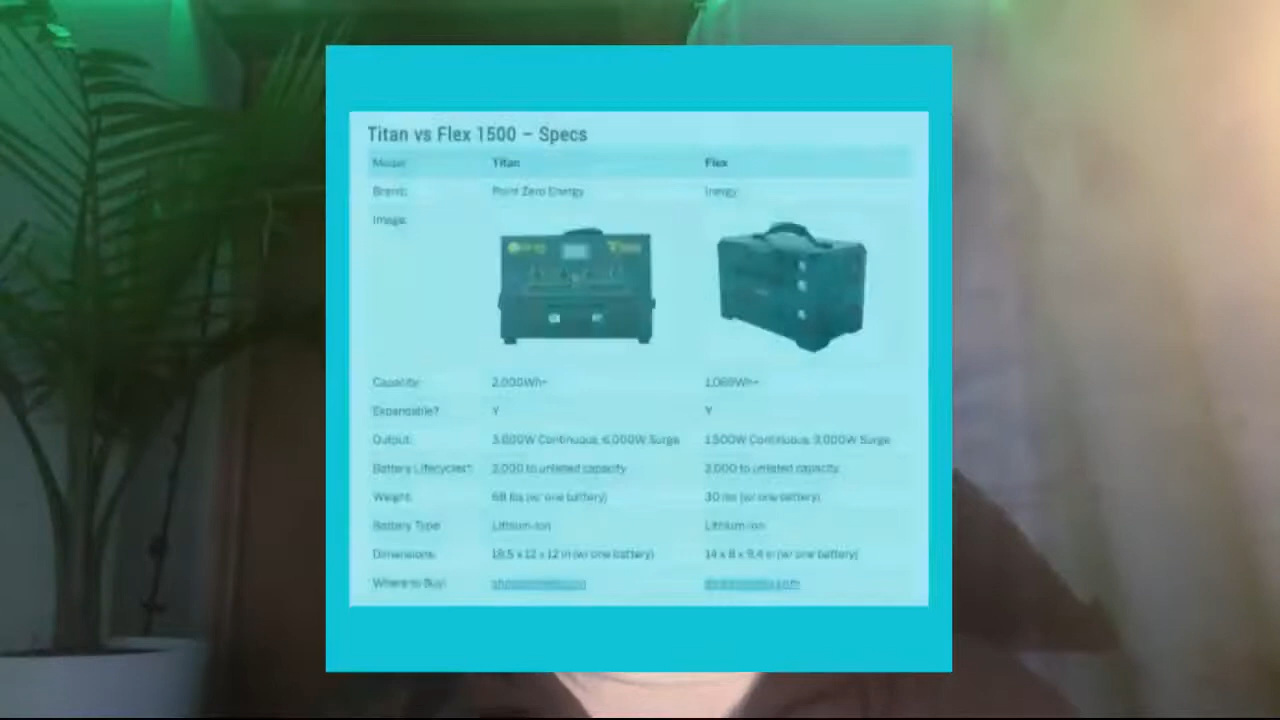 Titan vs Flex 1500 – Specs
Model: Titan Flex
Brand: Point Zero Energy Inergy
Image:
Capacity: 2,000Wh+ 1,069Wh+
Expandable? Y Y
Output: 3,000W Continuous, 6,000W Surge 1,500W Continuous, 3,000W Surge
Battery Lifecycles*: 2,000 to unlisted capacity 2,000 to unlisted capacity
Weight: 68 lbs (w/ one battery) 30 lbs (w/ one battery)
Battery Type Lithium-Ion Lithium-Ion
Dimensions: 18.5 x 12 x 12 in (w/ one battery) 14 x 8 x 9.4 in (w/ one battery)
Where to Buy: